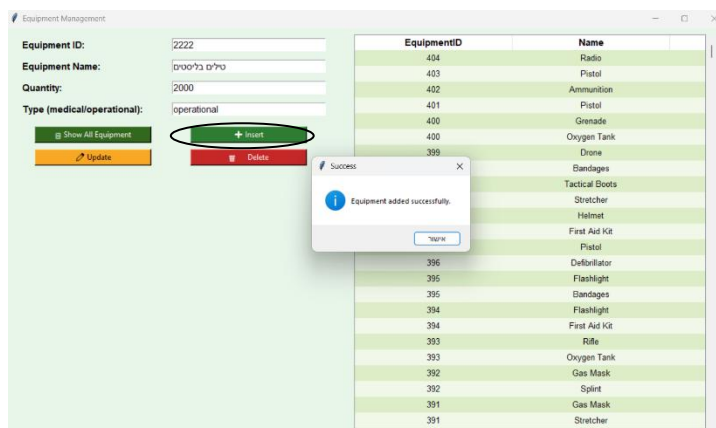 Equipment Management
Equipment ID: 2222
Equipment Name: טילים בליסטים
Quantity: 2000
Type (medical/operational): operational
Show All Equipment
Insert
Update
Delete
EquipmentID Name
404 Radio
403 Pistol
402 Ammunition
401 Pistol
400 Grenade
400 Oxygen Tank
399 Drone
Bandages
Tactical Boots
Stretcher
Helmet
First Aid Kit
Pistol
396 Defibrillator
395 Flashlight
395 Bandages
394 Flashlight
394 First Aid Kit
393 Rifle
393 Oxygen Tank
392 Gas Mask
392 Splint
391 Gas Mask
391 Stretcher
Success
Equipment added successfully.
אישור